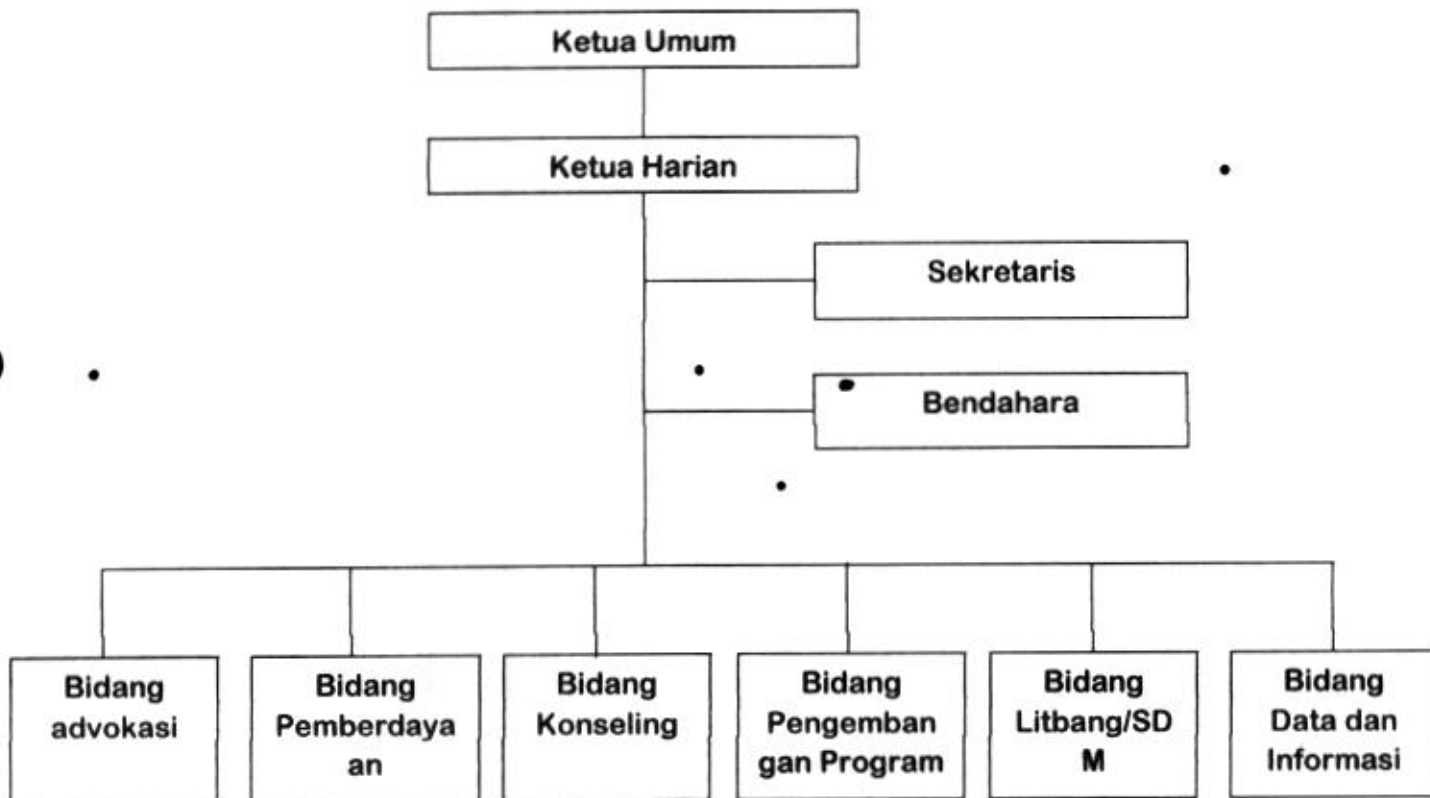 Ketua Umum
Ketua Harian
Sekretaris
Bendahara
Bidang
advokasi
Bidang
Pemberdaya
an
Bidang
Konseling
Bidang
Pengemban
gan Program
Bidang
Litbang/SD
M
Bidang
Data dan
Informasi